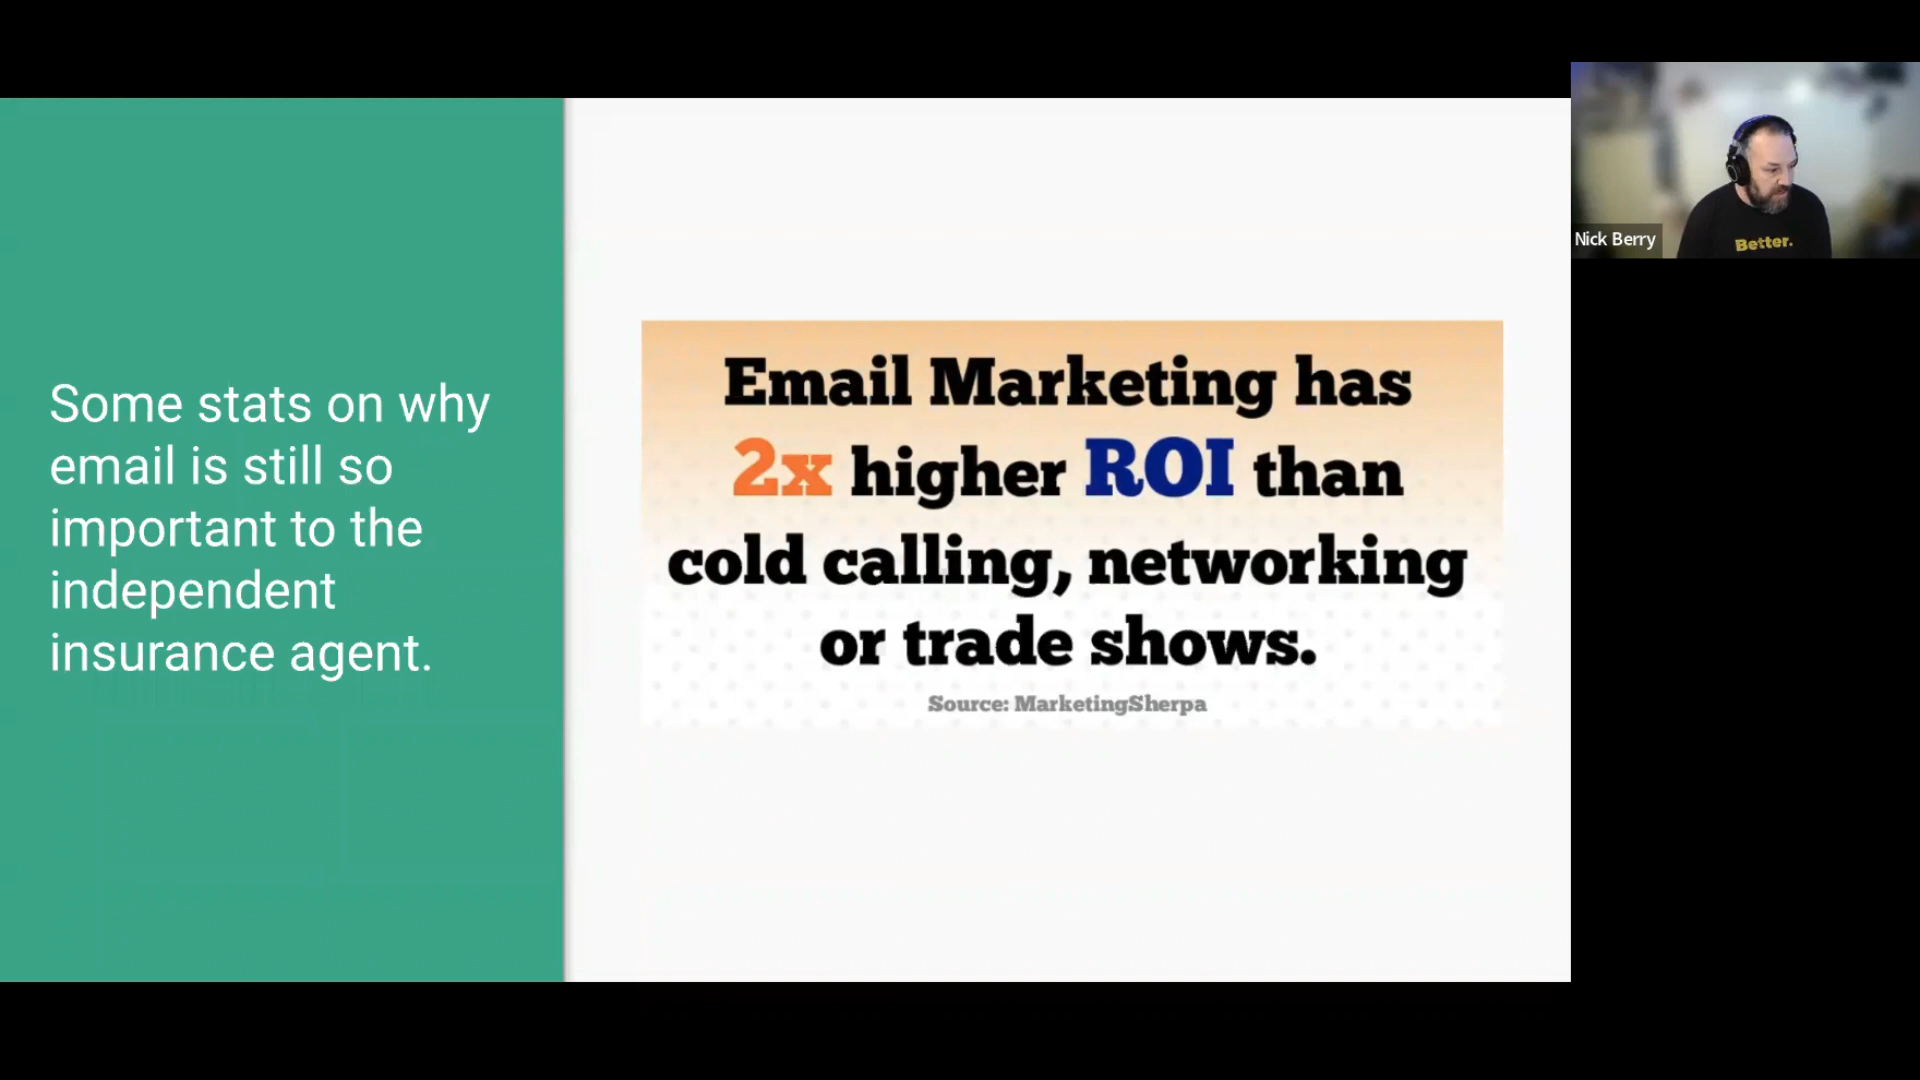 Some stats on why
email is still so
important to the
independent
insurance agent.
Email Marketing has
2x higher ROI than
cold calling, networking
or trade shows.
Source: MarketingSherpa
Nick Berry
Better.